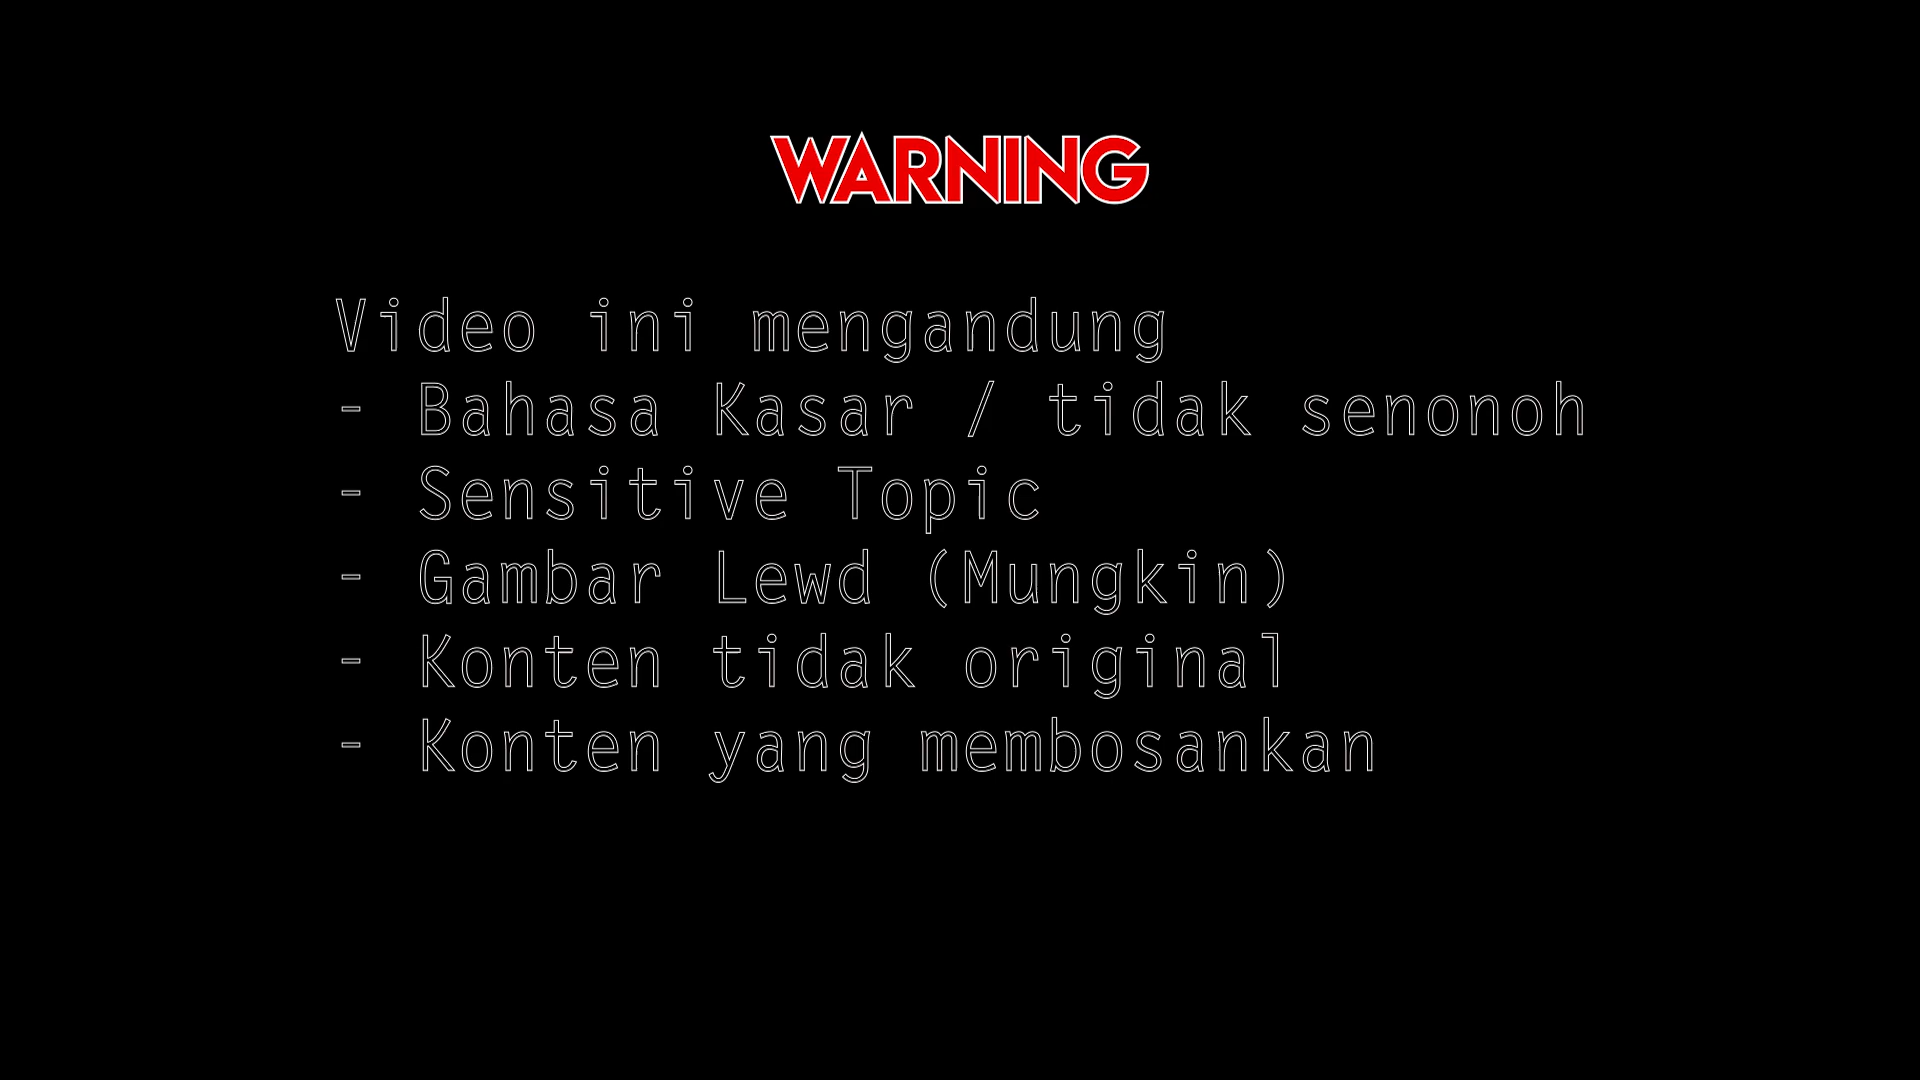 WARNING
Video ini mengandung
- Bahasa Kasar / tidak senonoh
- Sensitive Topic
- Gambar Lewd (Mungkin)
- Konten tidak original
- Konten yang membosankan